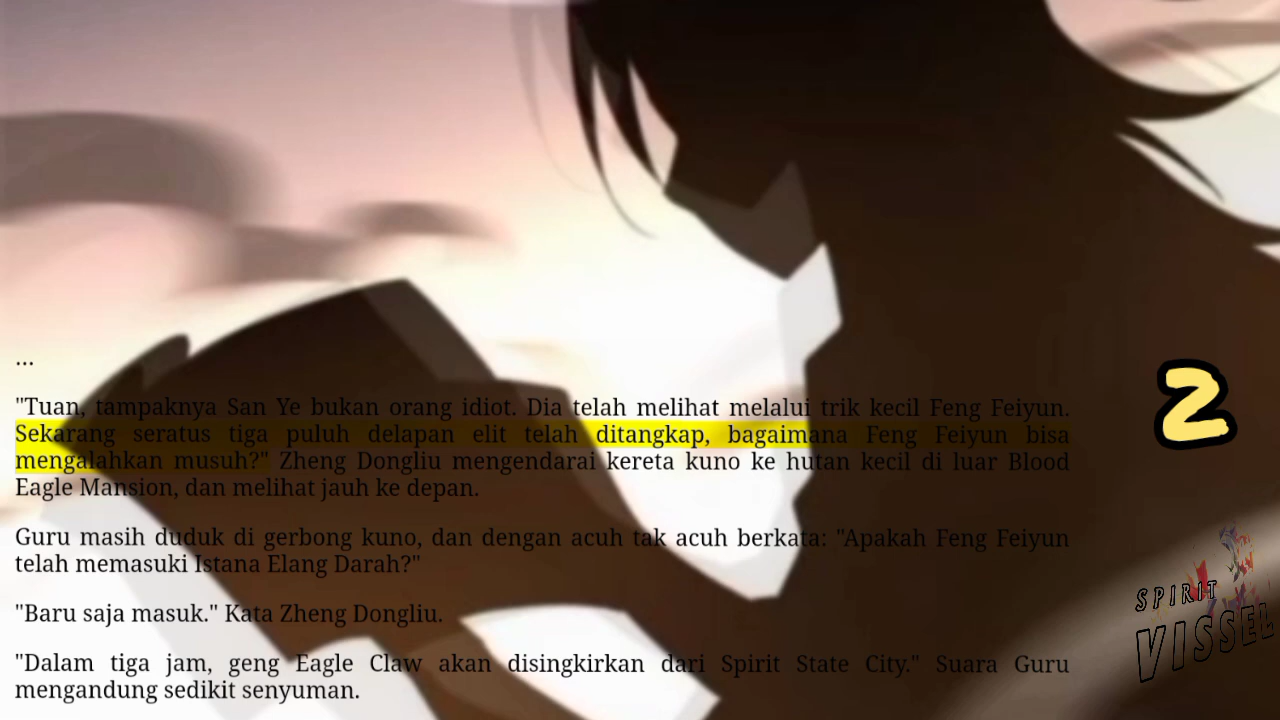 ...
"Tuan, tampaknya San Ye bukan orang idiot. Dia telah melihat melalui trik kecil Feng Feiyun.
Sekarang seratus tiga puluh delapan elit telah ditangkap, bagaimana Feng Feiyun bisa
mengalahkan musuh?" Zheng Dongliu mengendarai kereta kuno ke hutan kecil di luar Blood
Eagle Mansion, dan melihat jauh ke depan.
Guru masih duduk di gerbong kuno, dan dengan acuh tak acuh berkata: "Apakah Feng Feiyun
telah memasuki Istana Elang Darah?"
"Baru saja masuk." Kata Zheng Dongliu.
"Dalam tiga jam, geng Eagle Claw akan disingkirkan dari Spirit State City." Suara Guru
mengandung sedikit senyuman.
2
SPIRIT
VISSEL